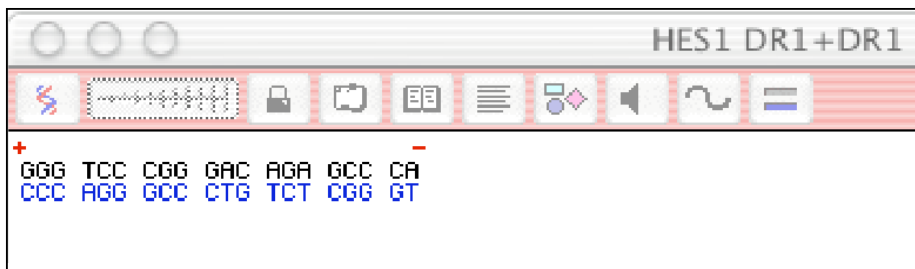 HES1 DR1+DR1
+ −
GGG TCC CGG GAC AGA GCC CA
CCC AGG GCC CTG TCT CGG GT